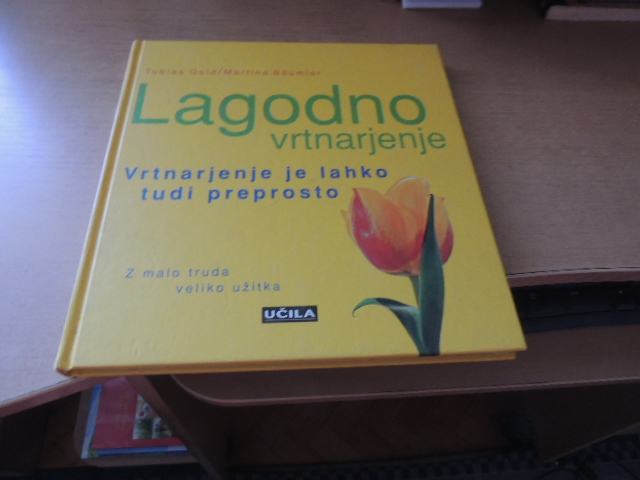 Tobias Gold/Martina Bäumler
Lagodno
vrtnarjenje
Vrtnarjenje je lahko
tudi preprosto
Z malo truda
veliko užitka
UČILA